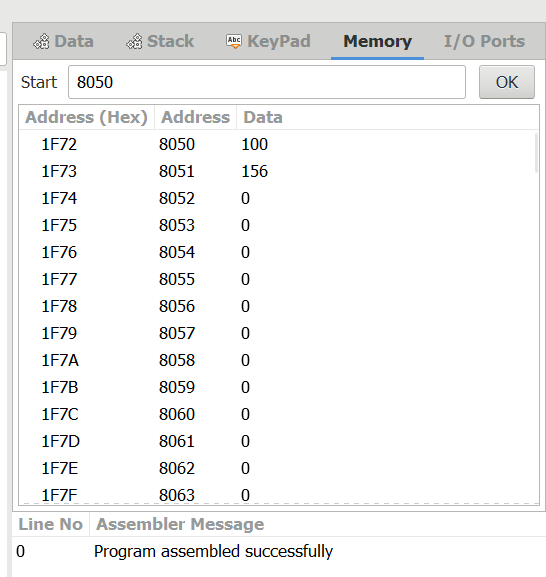 Data Stack Abc KeyPad Memory I/O Ports
Start 8050 OK
Address (Hex) Address Data
1F72 8050 100
1F73 8051 156
1F74 8052 0
1F75 8053 0
1F76 8054 0
1F77 8055 0
1F78 8056 0
1F79 8057 0
1F7A 8058 0
1F7B 8059 0
1F7C 8060 0
1F7D 8061 0
1F7E 8062 0
1F7F 8063 0
Line No Assembler Message
0 Program assembled successfully